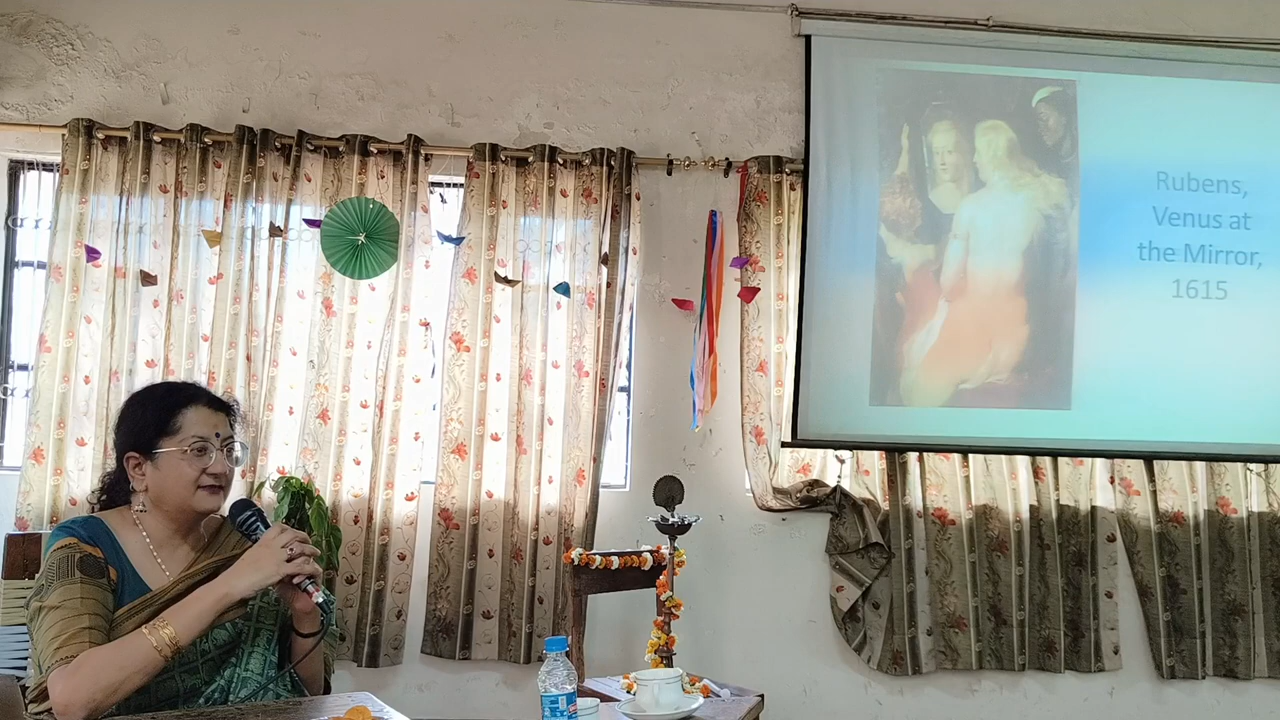 Rubens,
Venus at
the Mirror,
1615